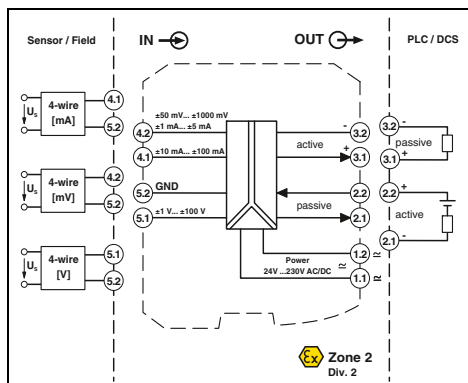 Sensor / Field
IN
OUT
PLC / DCS
4-wire
[mA]
Us
4.1
5.2
4-wire
[mV]
Us
4.2
5.2
4-wire
[V]
Us
5.1
5.2
±50 mV... ±1000 mV
±1 mA... ±5 mA
4.2
±10 mA... ±100 mA
4.1
GND
5.2
±1 V... ±100 V
5.1
-
active
+
3.2
3.1
passive
2.2
2.1
Power
24V ...230V AC/DC
≂
1.2 ≂
1.1 ≂
3.2 -
passive
3.1 +
2.2 +
active
2.1 -
Ex Zone 2
Div. 2